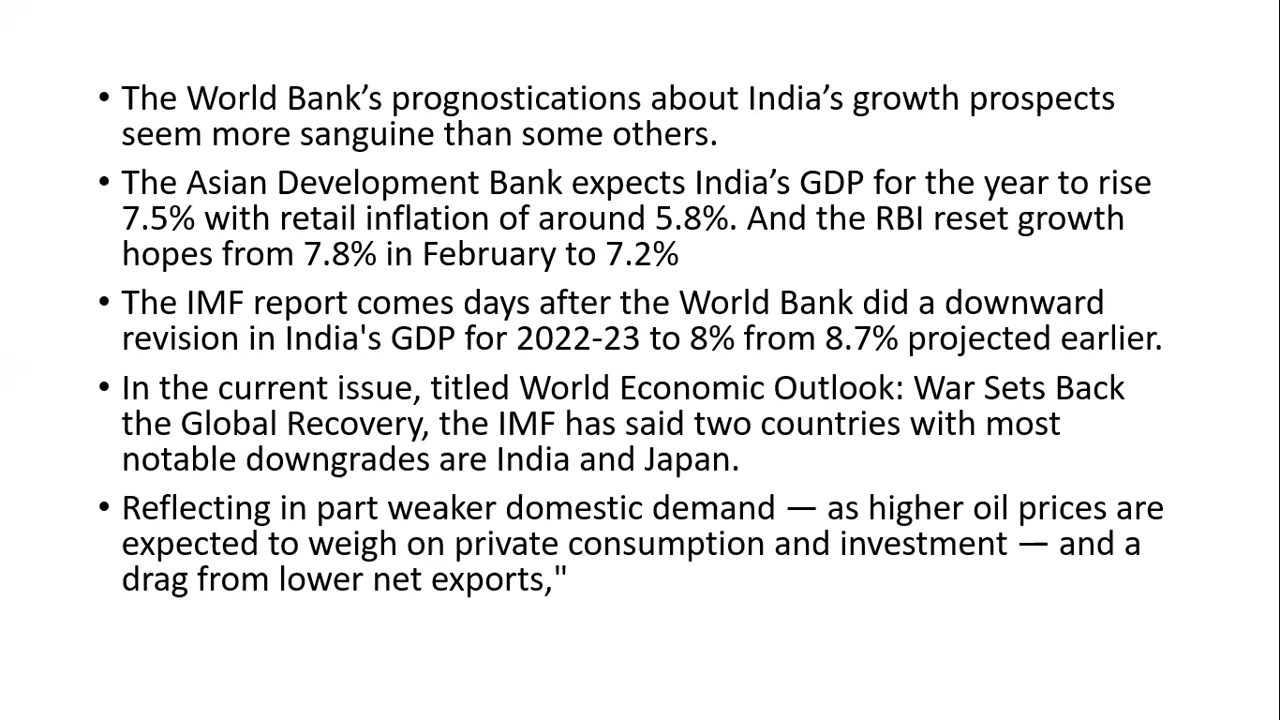 • The World Bank’s prognostications about India’s growth prospects
seem more sanguine than some others.
• The Asian Development Bank expects India’s GDP for the year to rise
7.5% with retail inflation of around 5.8%. And the RBI reset growth
hopes from 7.8% in February to 7.2%
• The IMF report comes days after the World Bank did a downward
revision in India's GDP for 2022-23 to 8% from 8.7% projected earlier.
• In the current issue, titled World Economic Outlook: War Sets Back
the Global Recovery, the IMF has said two countries with most
notable downgrades are India and Japan.
• Reflecting in part weaker domestic demand — as higher oil prices are
expected to weigh on private consumption and investment — and a
drag from lower net exports,"